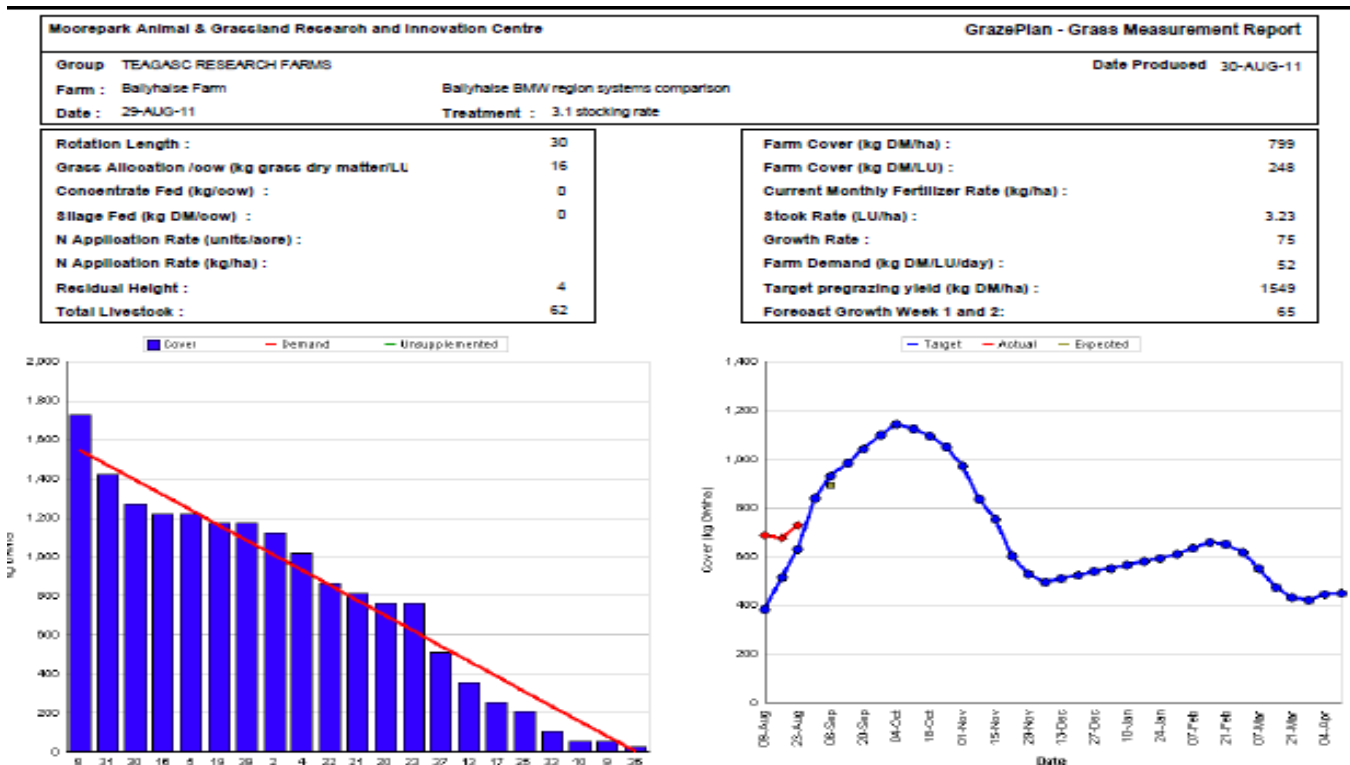 Moorepark Animal & Grassland Research and Innovation Centre GrazePlan - Grass Measurement Report
Group TEAGASC RESEARCH FARMS Date Produced 30-AUG-11
Farm : Ballyhaise Farm Ballyhaise BMW region systems comparison
Date : 29-AUG-11 Treatment : 3.1 stocking rate
Rotation Length : 30
Grass Allocation /cow (kg grass dry matter/LU 16
Concentrate Fed (kg/cow) : 0
Silage Fed (kg DM/cow) : 0
N Application Rate (units/acre) :
N Application Rate (kg/ha) :
Residual Height : 4
Total Livestock : 62
Farm Cover (kg DM/ha) : 799
Farm Cover (kg DM/LU) : 248
Current Monthly Fertilizer Rate (kg/ha) :
Stock Rate (LU/ha) : 3.23
Growth Rate : 75
Farm Demand (kg DM/LU/day) : 52
Target pregrazing yield (kg DM/ha) : 1549
Forecast Growth Week 1 and 2: 65
Cover Demand Unsupplemented
2,000
1,800
1,600
1,400
1,200
1,000
800
600
400
200
0
31 30 16 5 19 29 2 4 22 21 20 23 27 12 17 25
Target Actual Expected
1,400
1,200
1,000
800
600
400
200
0
Cover (kg DM/ha)
09-Aug 23-Aug 06-Sep 20-Sep 04-Oct 18-Oct 01-Nov 15-Nov 29-Nov 13-Dec 27-Dec 10-Jan 24-Jan 07-Feb 21-Feb 07-Mar 21-Mar 04-Apr
Date